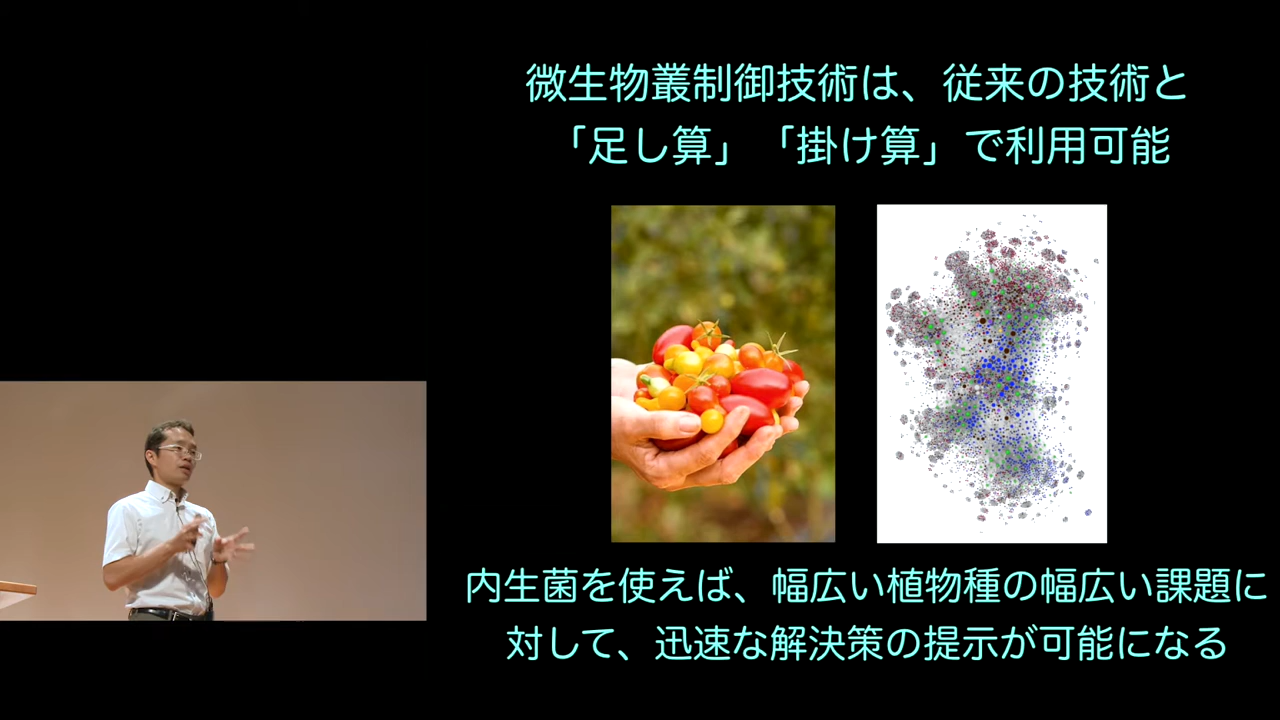 微生物叢制御技術は、従来の技術と
「足し算」「掛け算」で利用可能
内生菌を使えば、幅広い植物種の幅広い課題に
対して、迅速な解決策の提示が可能になる